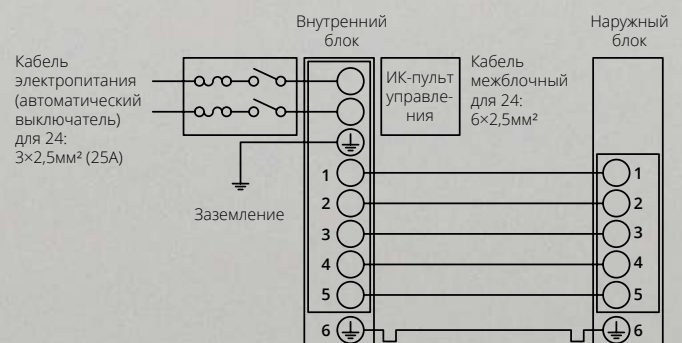 Внутренний
блок
Наружный
блок
Кабель
электропитания
(автоматический
выключатель)
для 24:
3×2,5мм² (25А)
ИК-пульт
управле-
ния
Кабель
межблочный
для 24:
6×2,5мм²
Заземление
1
2
3
4
5
6
1
2
3
4
5
6